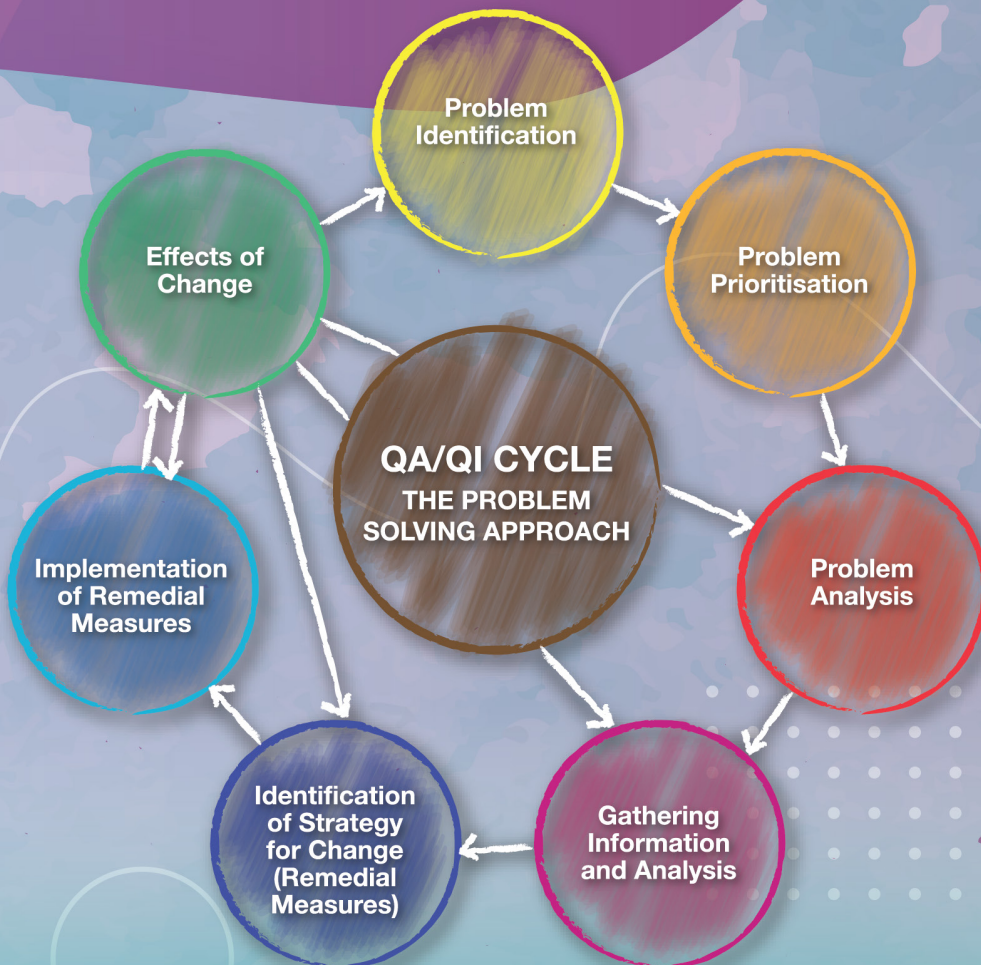 Problem
Identification
Problem
Prioritisation
Problem
Analysis
Gathering
Information
and Analysis
Identification
of Strategy
for Change
(Remedial
Measures)
Implementation
of Remedial
Measures
Effects of
Change
QA/QI CYCLE
THE PROBLEM
SOLVING APPROACH